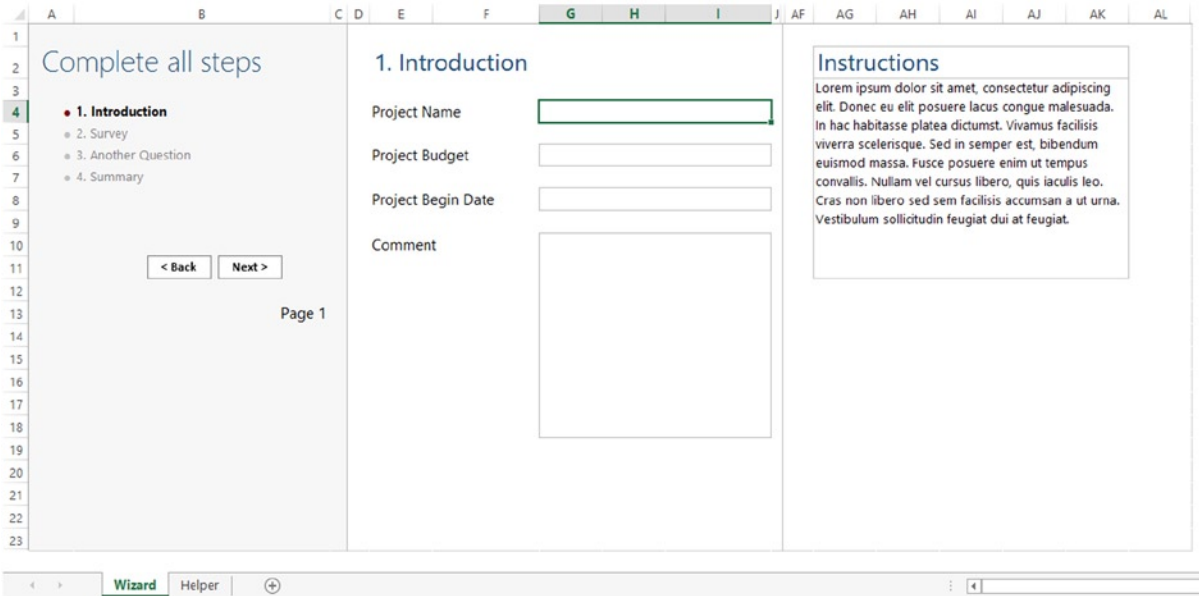 A B C D E F G H I J AF AG AH AI AJ AK AL
1
2
3
4
5
6
7
8
9
10
11
12
13
14
15
16
17
18
19
20
21
22
23
Complete all steps
1. Introduction
2. Survey
3. Another Question
4. Summary
< Back Next >
Page 1
1. Introduction
Project Name
Project Budget
Project Begin Date
Comment
Instructions
Lorem ipsum dolor sit amet, consectetur adipiscing
elit. Donec eu elit posuere lacus congue malesuada.
In hac habitasse platea dictumst. Vivamus facilisis
viverra scelerisque. Sed in semper est, bibendum
euismod massa. Fusce posuere enim ut tempus
convallis. Nullam vel cursus libero, quis iaculis leo.
Cras non libero sed sem facilisis accumsan a ut urna.
Vestibulum sollicitudin feugiat dui at feugiat.
Wizard Helper